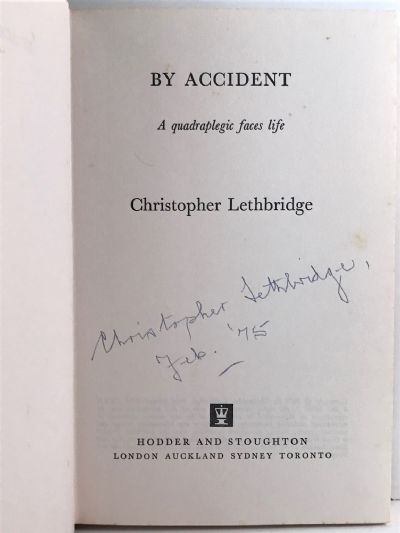 BY ACCIDENT
A quadraplegic faces life
Christopher Lethbridge
Christopher Lethbridge,
Feb. '75
HODDER AND STOUGHTON
LONDON AUCKLAND SYDNEY TORONTO